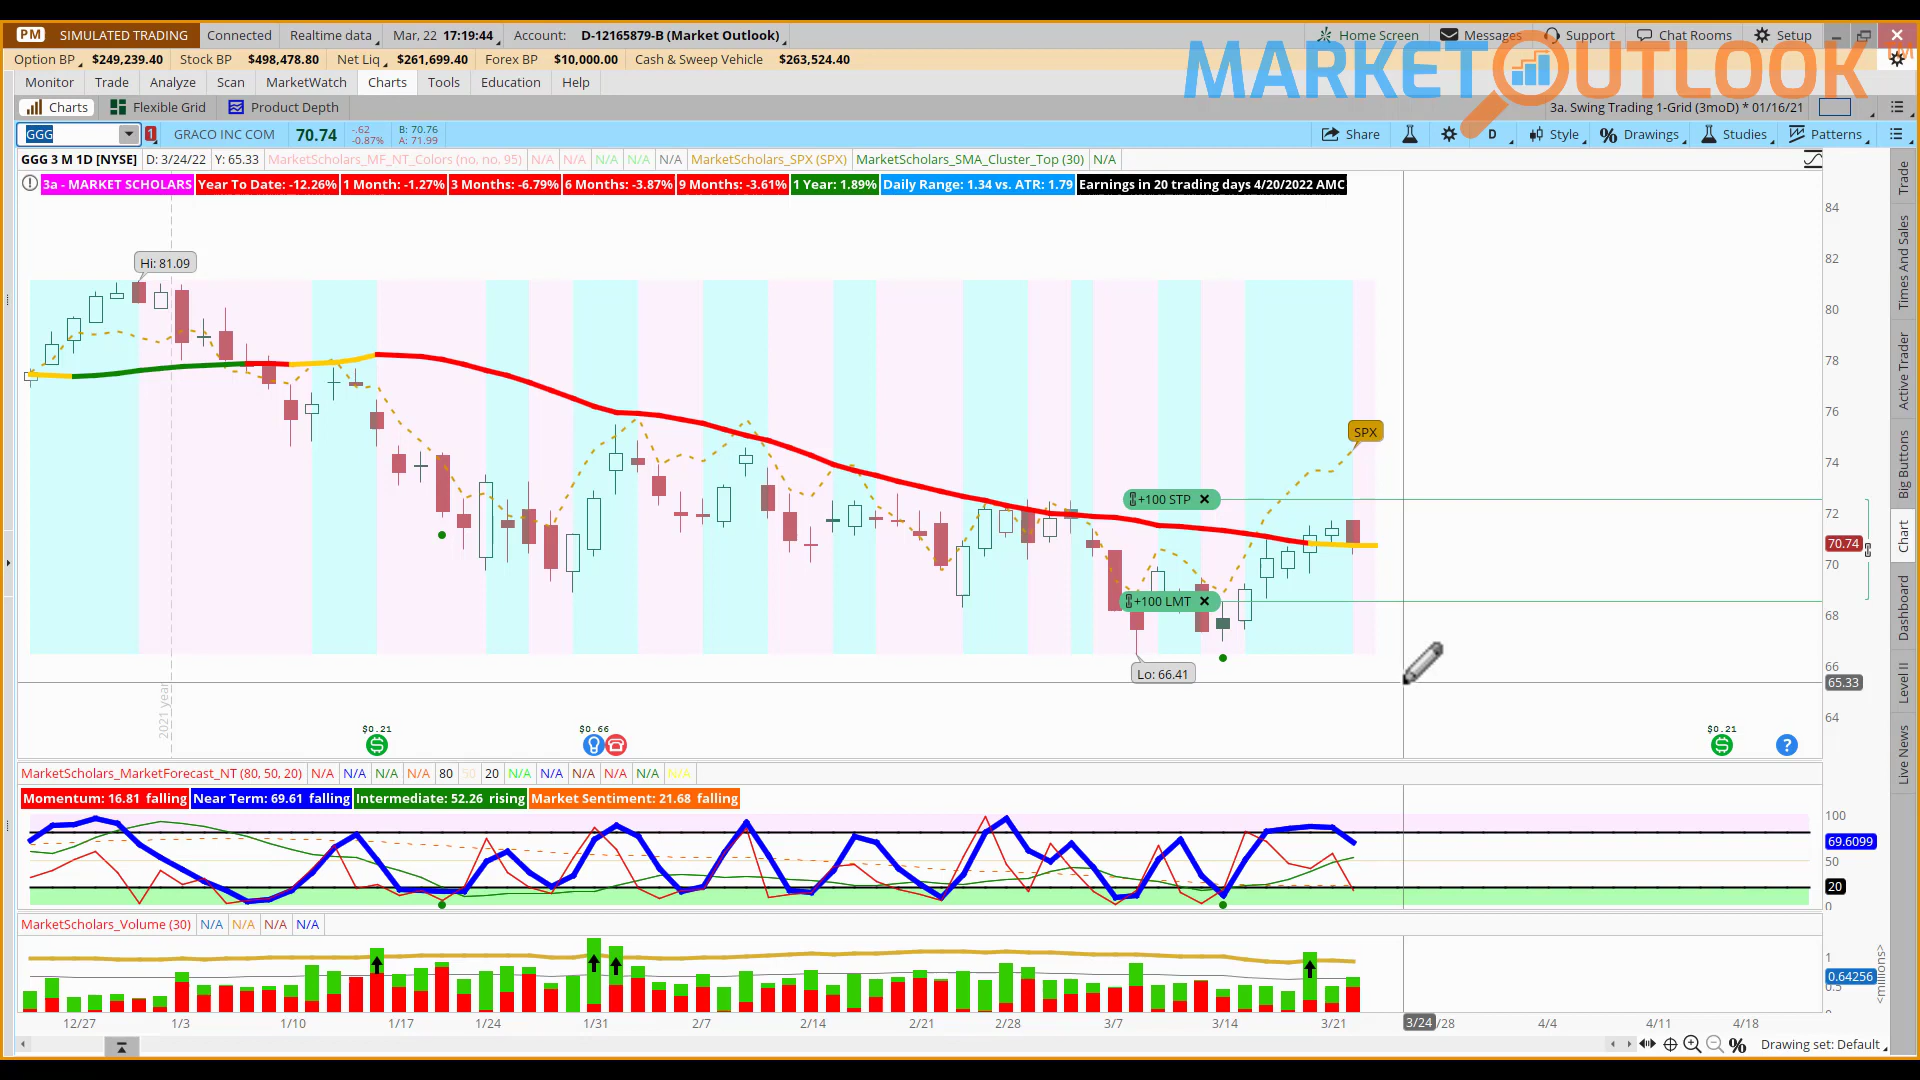 PM SIMULATED TRADING Connected Realtime data Mar, 22 17:19:44 Account: D-12165879-B (Market Outlook) Home Screen Messages Support Chat Rooms Setup
MARKET OUTLOOK
Option BP $249,239.40 Stock BP $498,478.80 Net Liq $261,699.40 Forex BP $10,000.00 Cash & Sweep Vehicle $263,524.40
Monitor Trade Analyze Scan MarketWatch Charts Tools Education Help
Charts Flexible Grid Product Depth 3a. Swing Trading 1-Grid (3moD) * 01/16/21
GGG 1 GRACO INC COM 70.74 -.62 -0.87% B: 70.76 A: 71.99 Share D Style Drawings Studies Patterns
GGG 3 M 1D [NYSE] D: 3/24/22 Y: 65.33 MarketScholars_MF_NT_Colors (no, no, 95) N/A N/A N/A N/A N/A MarketScholars_SPX (SPX) MarketScholars_SMA_Cluster_Top (30) N/A
3a - MARKET SCHOLARS Year To Date: -12.26% 1 Month: -1.27% 3 Months: -6.79% 6 Months: -3.87% 9 Months: -3.61% 1 Year: 1.89% Daily Range: 1.34 vs. ATR: 1.79 Earnings in 20 trading days 4/20/2022 AMC
84
82
Hi: 81.09
80
78
76
SPX
74
+100 STP
72
70.74
70
+100 LMT
68
66
Lo: 66.41
65.33
64
2021 year
$0.21 $0.66 $0.21
?
MarketScholars_MarketForecast_NT (80, 50, 20) N/A N/A N/A N/A 80 50 20 N/A N/A N/A N/A N/A N/A
Momentum: 16.81 falling Near Term: 69.61 falling Intermediate: 52.26 rising Market Sentiment: 21.68 falling
100
69.6099
50
20
0
MarketScholars_Volume (30) N/A N/A N/A N/A
1
0.64256
0.5
0
<millions>
12/27 1/3 1/10 1/17 1/24 1/31 2/7 2/14 2/21 2/28 3/7 3/14 3/21 3/24 /28 4/4 4/11 4/18
Drawing set: Default
Trade
Times And Sales
Active Trader
Big Buttons
Chart
Dashboard
Level II
Live News